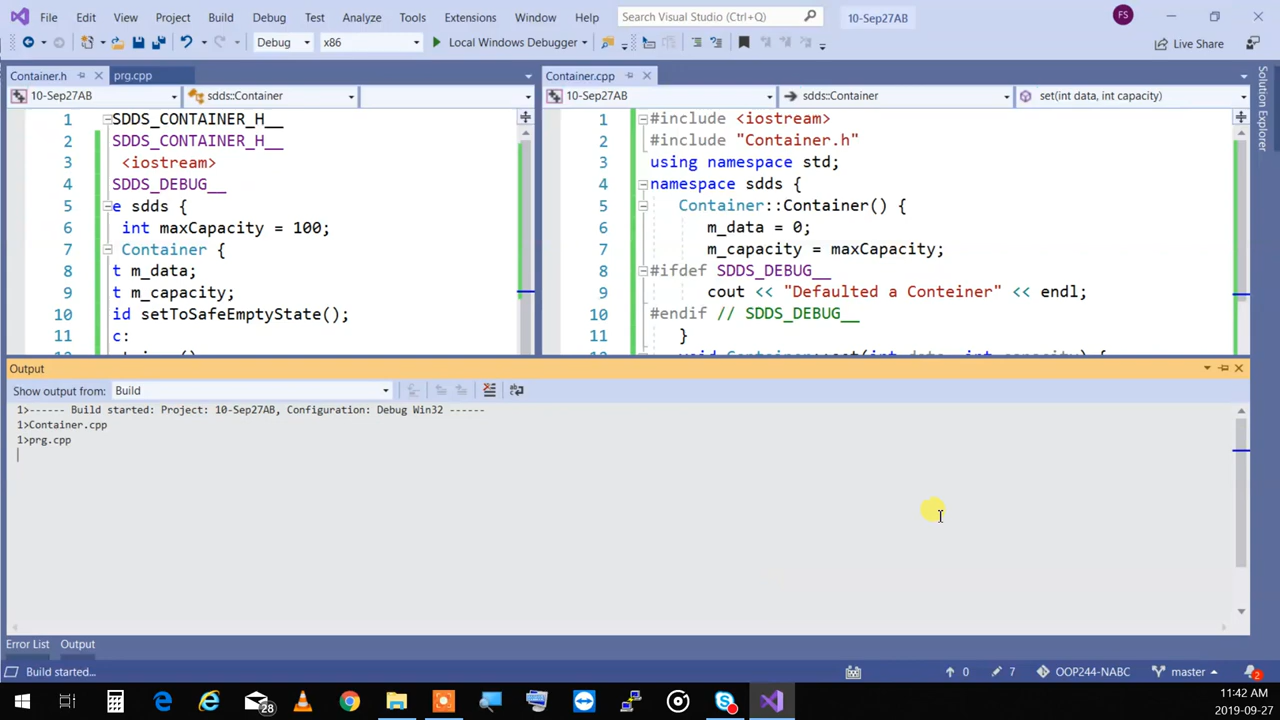 File Edit View Project Build Debug Test Analyze Tools Extensions Window Help Search Visual Studio (Ctrl+Q) 10-Sep27AB FS
Debug x86 Local Windows Debugger Live Share
Container.h prg.cpp
10-Sep27AB sdds::Container
1 SDDS_CONTAINER_H__
2 SDDS_CONTAINER_H__
3 <iostream>
4 SDDS_DEBUG__
5 e sdds {
6 int maxCapacity = 100;
7 Container {
8 t m_data;
9 t m_capacity;
10 id setToSafeEmptyState();
11 c:
Container.cpp
10-Sep27AB sdds::Container set(int data, int capacity)
1 #include <iostream>
2 #include "Container.h"
3 using namespace std;
4 namespace sdds {
5 Container::Container() {
6 m_data = 0;
7 m_capacity = maxCapacity;
8 #ifdef SDDS_DEBUG__
9 cout << "Defaulted a Conteiner" << endl;
10 #endif // SDDS_DEBUG__
11 }
Solution Explorer
Output
Show output from: Build
1>------ Build started: Project: 10-Sep27AB, Configuration: Debug Win32 ------
1>Container.cpp
1>prg.cpp
Error List Output
Build started... 0 7 OOP244-NABC master 2
28
11:42 AM
2019-09-27